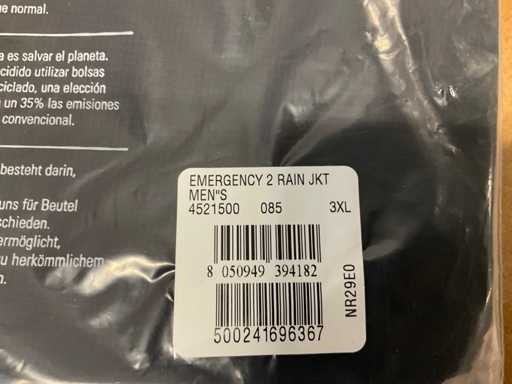 ue normal.
a es salvar el planeta.
cidido utilizar bolsas
ciclado, una elección
a un 35% las emisiones
convencional.
besteht darin,
uns für Beutel
schieden.
ermöglicht,
zu herkömmlichem
n.
EMERGENCY 2 RAIN JKT
MEN"S
4521500 085 3XL
8 050949 394182
500241696367
NR29E0